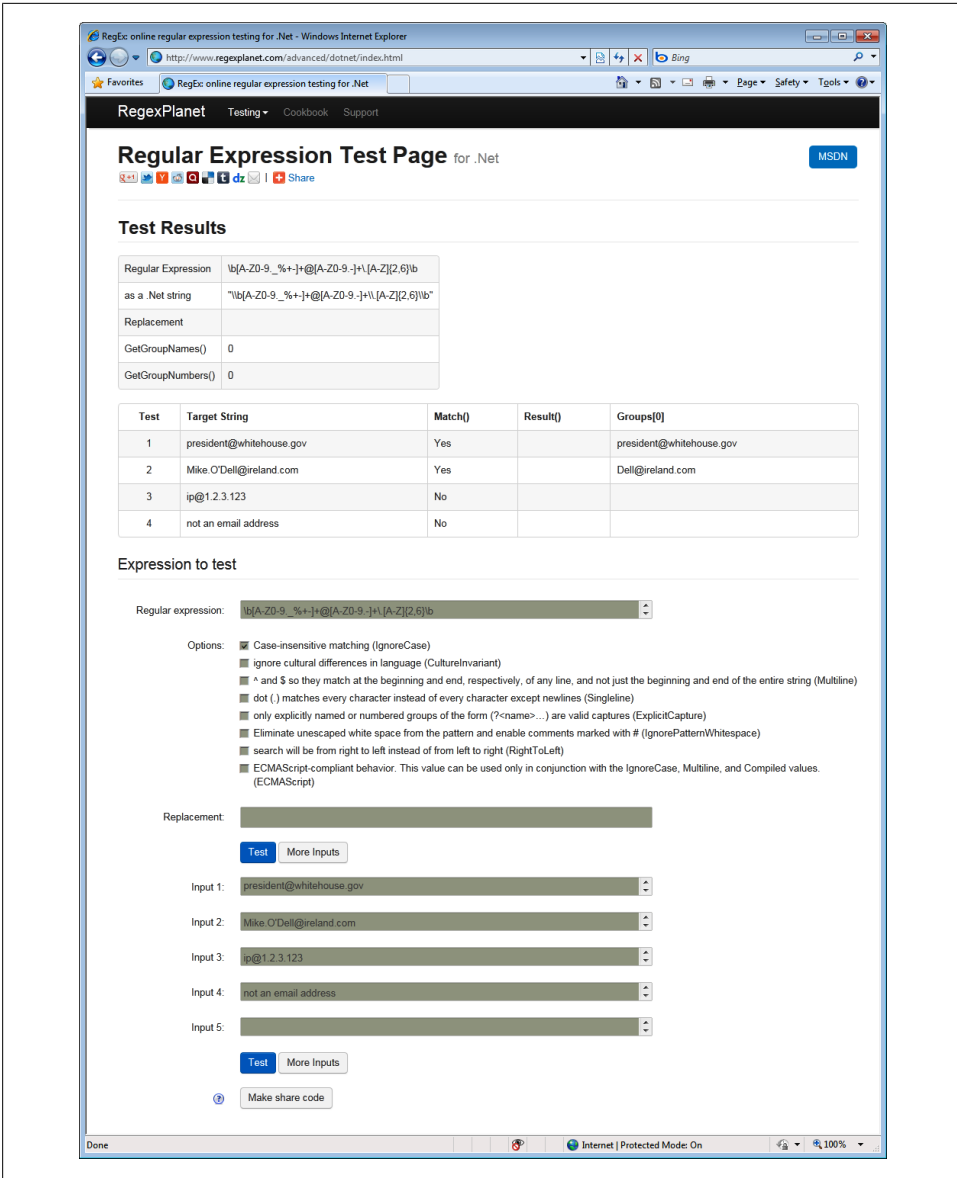 RegEx: online regular expression testing for .Net - Windows Internet Explorer
http://www.regexplanet.com/advanced/dotnet/index.html
Bing
Favorites
RegEx: online regular expression testing for .Net
Page
Safety
Tools
RegexPlanet Testing Cookbook Support
Regular Expression Test Page for .Net
MSDN
Share
Test Results
Regular Expression \b[A-Z0-9._%+-]+@[A-Z0-9.-]+\.[A-Z]{2,6}\b
as a .Net string "\\b[A-Z0-9._%+-]+@[A-Z0-9.-]+\\.[A-Z]{2,6}\\b"
Replacement
GetGroupNames() 0
GetGroupNumbers() 0
Test Target String Match() Result() Groups[0]
1 president@whitehouse.gov Yes president@whitehouse.gov
2 Mike.O'Dell@ireland.com Yes Dell@ireland.com
3 ip@1.2.3.123 No
4 not an email address No
Expression to test
Regular expression: \b[A-Z0-9._%+-]+@[A-Z0-9.-]+\.[A-Z]{2,6}\b
Options: Case-insensitive matching (IgnoreCase)
ignore cultural differences in language (CultureInvariant)
^ and $ so they match at the beginning and end, respectively, of any line, and not just the beginning and end of the entire string (Multiline)
dot (.) matches every character instead of every character except newlines (Singleline)
only explicitly named or numbered groups of the form (?<name>...) are valid captures (ExplicitCapture)
Eliminate unescaped white space from the pattern and enable comments marked with # (IgnorePatternWhitespace)
search will be from right to left instead of from left to right (RightToLeft)
ECMAScript-compliant behavior. This value can be used only in conjunction with the IgnoreCase, Multiline, and Compiled values.
(ECMAScript)
Replacement:
Test More Inputs
Input 1: president@whitehouse.gov
Input 2: Mike.O'Dell@ireland.com
Input 3: ip@1.2.3.123
Input 4: not an email address
Input 5:
Test More Inputs
Make share code
Done
Internet | Protected Mode: On
100%